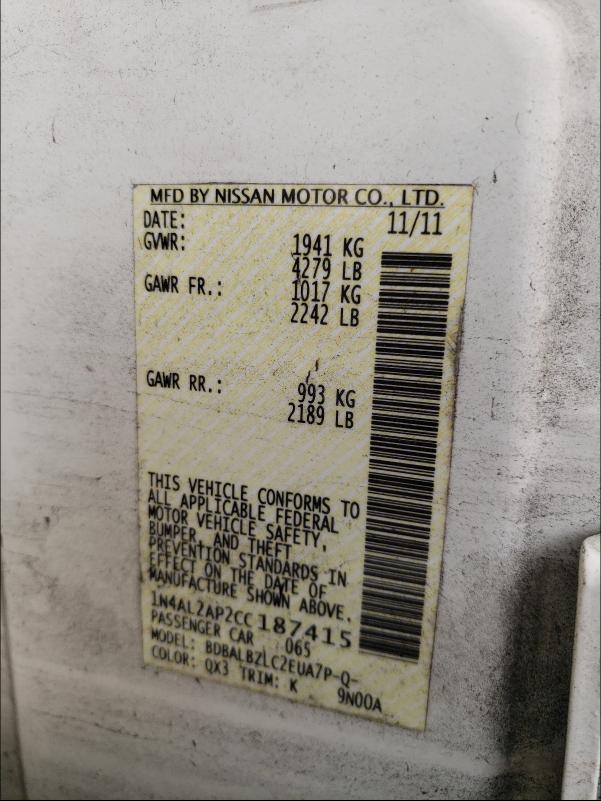 MFD BY NISSAN MOTOR CO., LTD.
DATE: 11/11
GVWR: 1941 KG
4279 LB
GAWR FR.: 1017 KG
2242 LB
GAWR RR.: 993 KG
2189 LB
THIS VEHICLE CONFORMS TO
ALL APPLICABLE FEDERAL
MOTOR VEHICLE SAFETY,
BUMPER, AND THEFT
PREVENTION STANDARDS IN
EFFECT ON THE DATE OF
MANUFACTURE SHOWN ABOVE.
1N4AL2AP2CC187415
PASSENGER CAR 065
MODEL: BDBALBZLC2EUA7P-Q-
COLOR: QX3 TRIM: K 9N00A